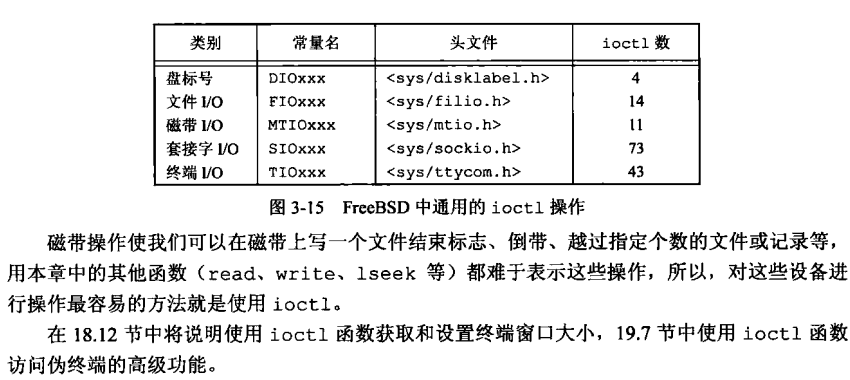 类别 常量名 头文件 ioctl 数
盘标号 DIOxxx <sys/disklabel.h> 4
文件 I/O FIOxxx <sys/filio.h> 14
磁带 I/O MTIOxxx <sys/mtio.h> 11
套接字 I/O SIOxxx <sys/sockio.h> 73
终端 I/O TIOxxx <sys/ttycom.h> 43
图 3-15 FreeBSD 中通用的 ioctl 操作
磁带操作使我们可以在磁带上写一个文件结束标志、倒带、越过指定个数的文件或记录等，
用本章中的其他函数（read、write、lseek 等）都难于表示这些操作，所以，对这些设备进
行操作最容易的方法就是使用 ioctl。
在 18.12 节中将说明使用 ioctl 函数获取和设置终端窗口大小，19.7 节中使用 ioctl 函数
访问伪终端的高级功能。